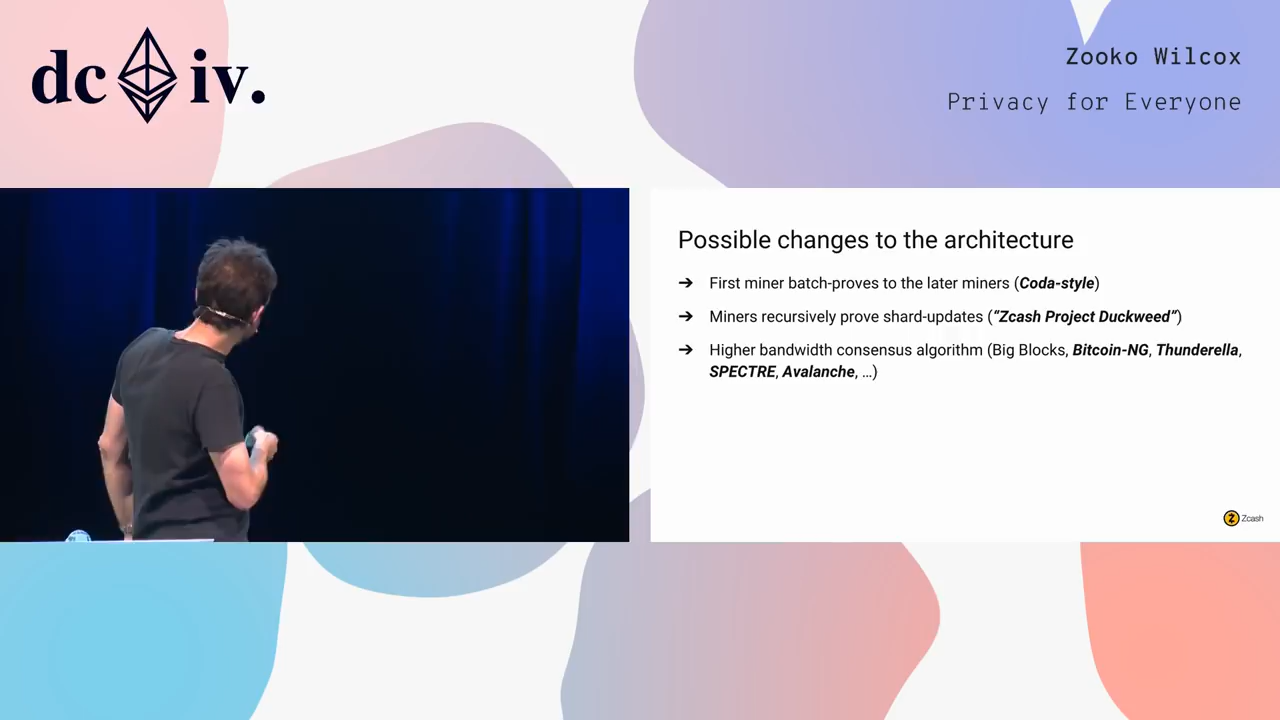 dc iv.
Zooko Wilcox
Privacy for Everyone
Possible changes to the architecture
➔ First miner batch-proves to the later miners (Coda-style)
➔ Miners recursively prove shard-updates (“Zcash Project Duckweed”)
➔ Higher bandwidth consensus algorithm (Big Blocks, Bitcoin-NG, Thunderella,
SPECTRE, Avalanche, …)
Zcash